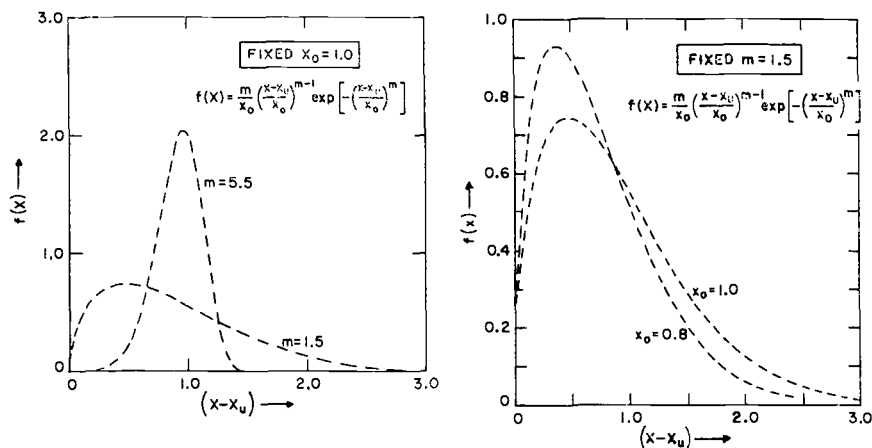 3.0
2.0
1.0
0
f(x) →
FIXED X₀ = 1.0
f(X) = m/x₀ (x-xᵤ/x₀)^m-1 exp[-(x-xᵤ/x₀)^m]
m=5.5
m=1.5
0 1.0 2.0 3.0
(X-Xᵤ) →
1.0
0.8
0.6
0.4
0.2
0
f(x) →
FIXED m = 1.5
f(X) = m/x₀ (x-xᵤ/x₀)^m-1 exp[-(x-xᵤ/x₀)^m]
x₀=1.0
x₀=0.8
0 1.0 2.0 3.0
(X-Xᵤ) →